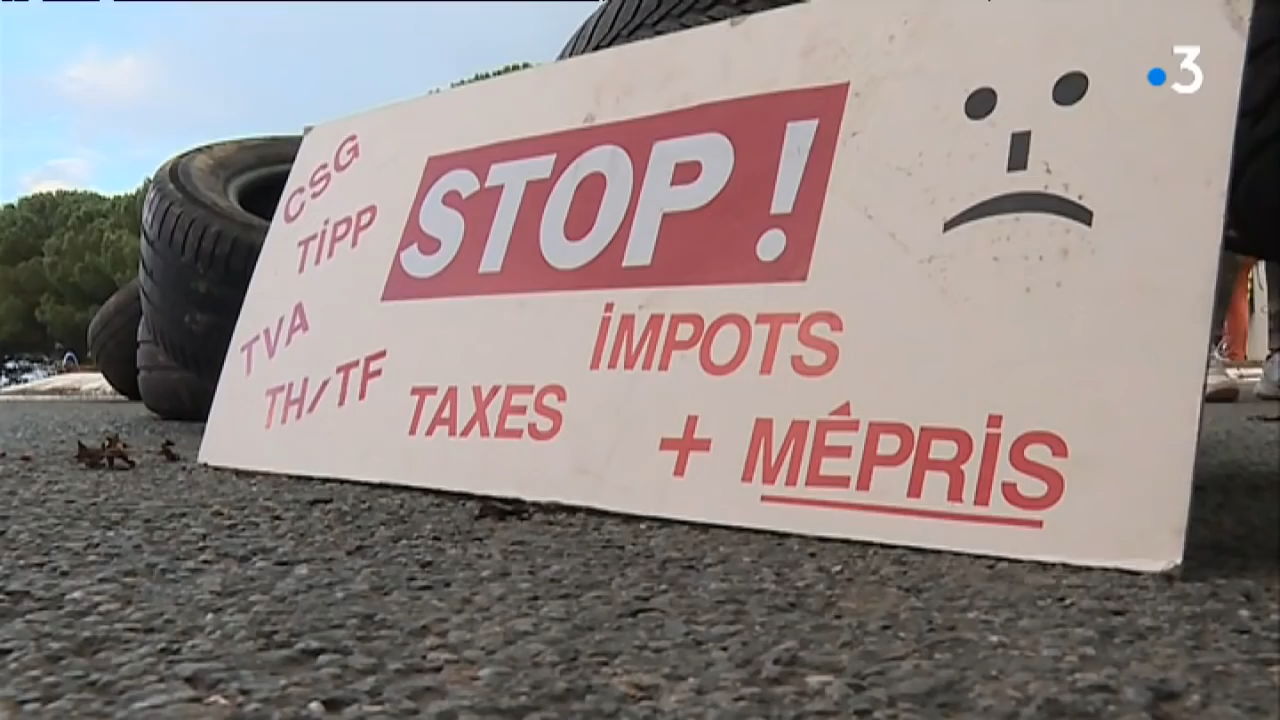 3
STOP !
CSG
TIPP
TVA
TH/TF
IMPOTS
TAXES
+ MÉPRIS